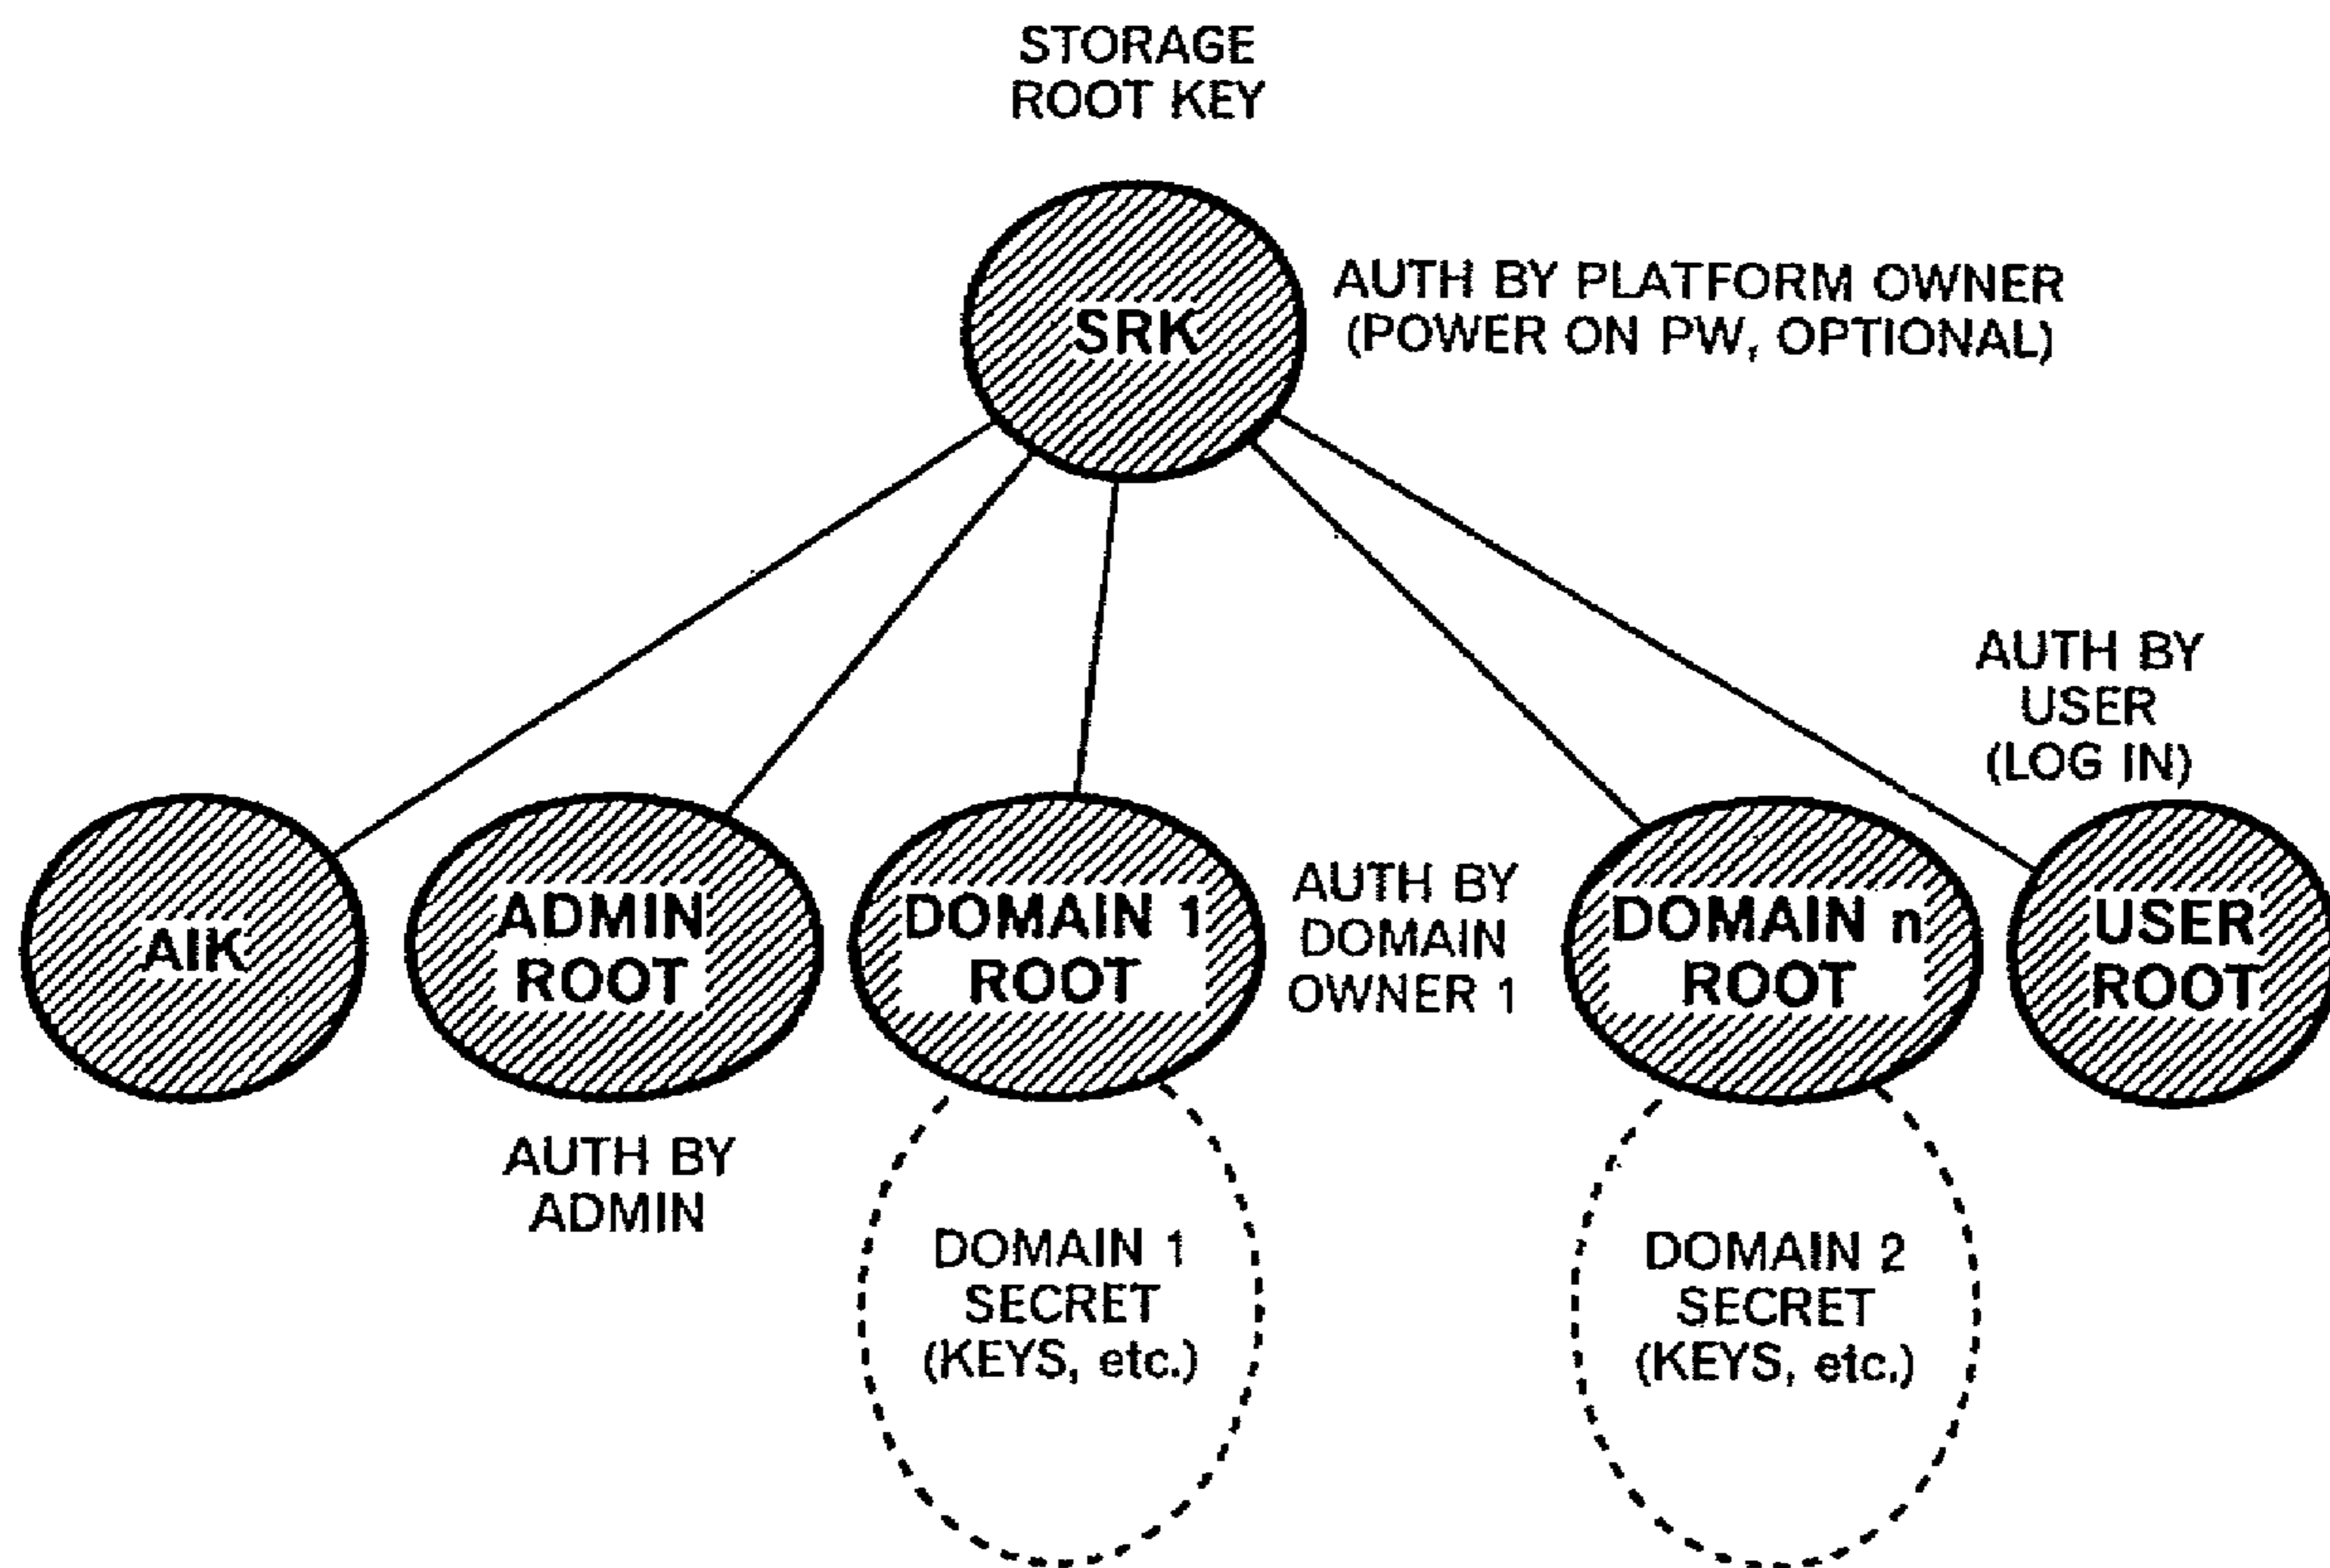 STORAGE
ROOT KEY
SRK
AUTH BY PLATFORM OWNER
(POWER ON PW, OPTIONAL)
AUTH BY
USER
(LOG IN)
AIK
ADMIN
ROOT
DOMAIN 1
ROOT
AUTH BY
DOMAIN
OWNER 1
DOMAIN n
ROOT
USER
ROOT
AUTH BY
ADMIN
DOMAIN 1
SECRET
(KEYS, etc.)
DOMAIN 2
SECRET
(KEYS, etc.)